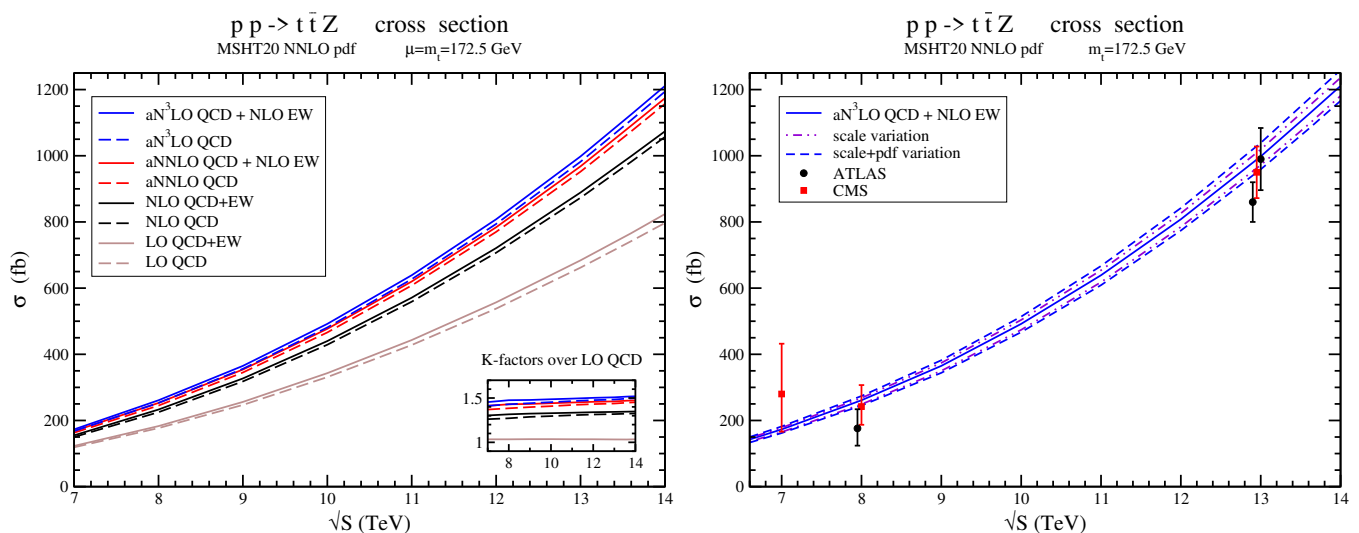 p p -> t t̄ Z cross section
MSHT20 NNLO pdf μ=m_t=172.5 GeV
1200
1000
800
600
400
200
0
σ (fb)
aN³LO QCD + NLO EW
aN³LO QCD
aNNLO QCD + NLO EW
aNNLO QCD
NLO QCD+EW
NLO QCD
LO QCD+EW
LO QCD
K-factors over LO QCD
1.5
1
8 10 12 14
7 8 9 10 11 12 13 14
√S (TeV)
p p -> t t̄ Z cross section
MSHT20 NNLO pdf m_t=172.5 GeV
1200
1000
800
600
400
200
0
σ (fb)
aN³LO QCD + NLO EW
scale variation
scale+pdf variation
ATLAS
CMS
7 8 9 10 11 12 13 14
√S (TeV)